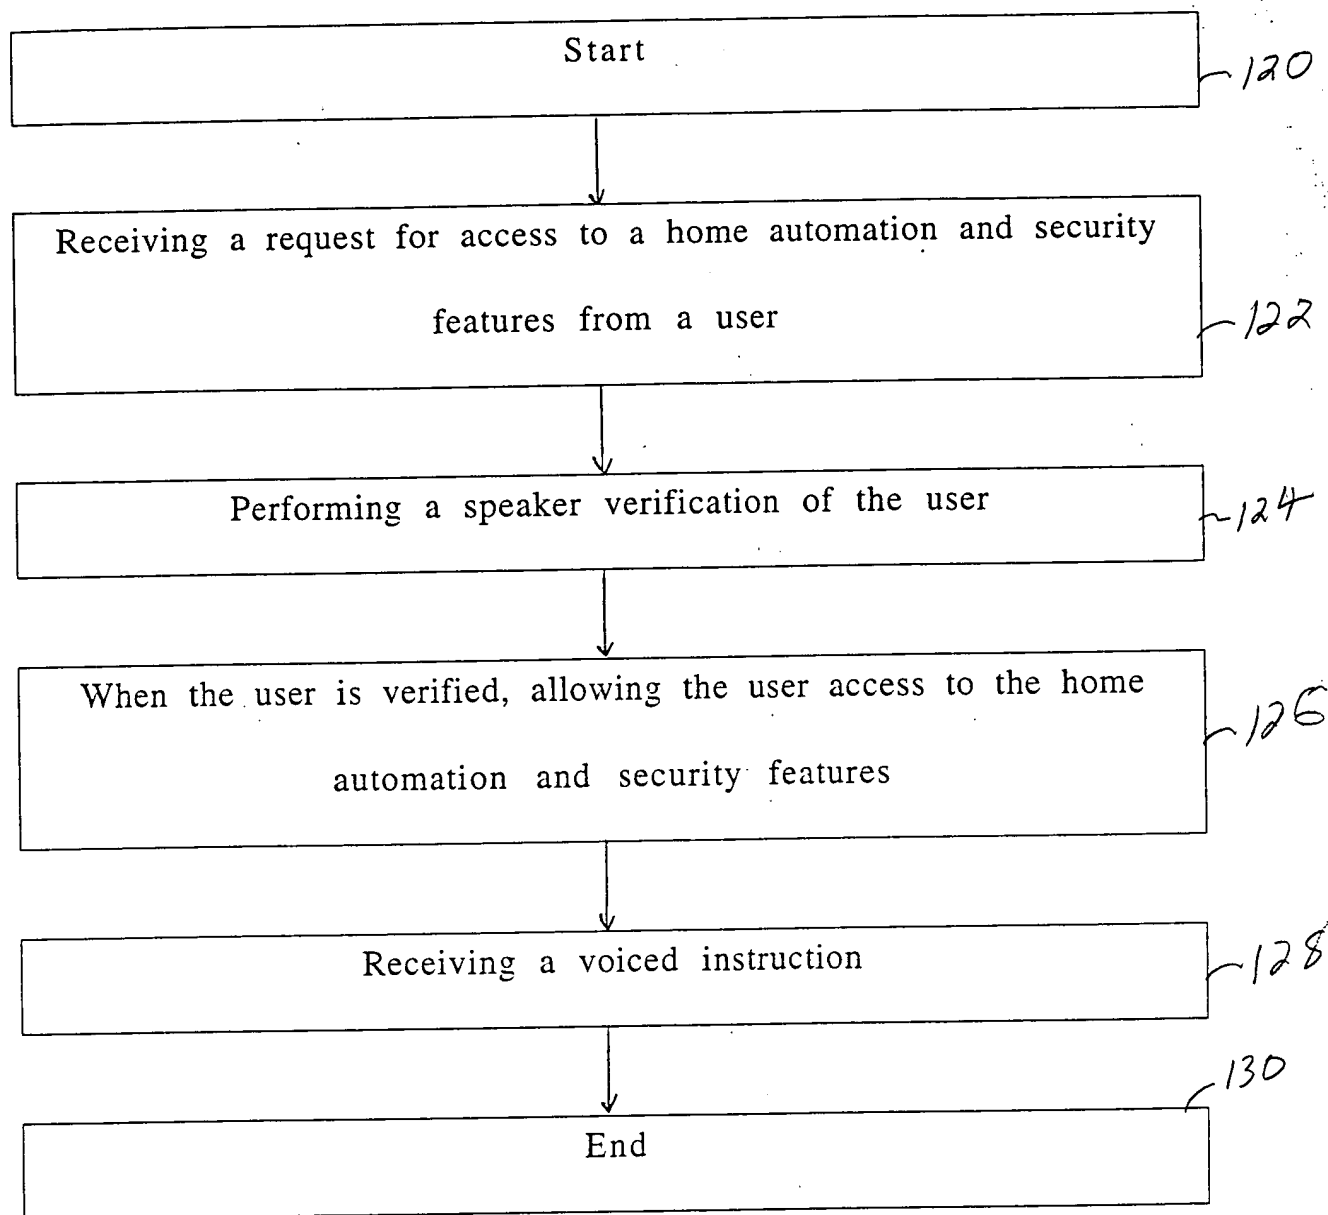 Start
120
Receiving a request for access to a home automation and security
features from a user
122
Performing a speaker verification of the user
124
When the user is verified, allowing the user access to the home
automation and security features
126
Receiving a voiced instruction
128
130
End